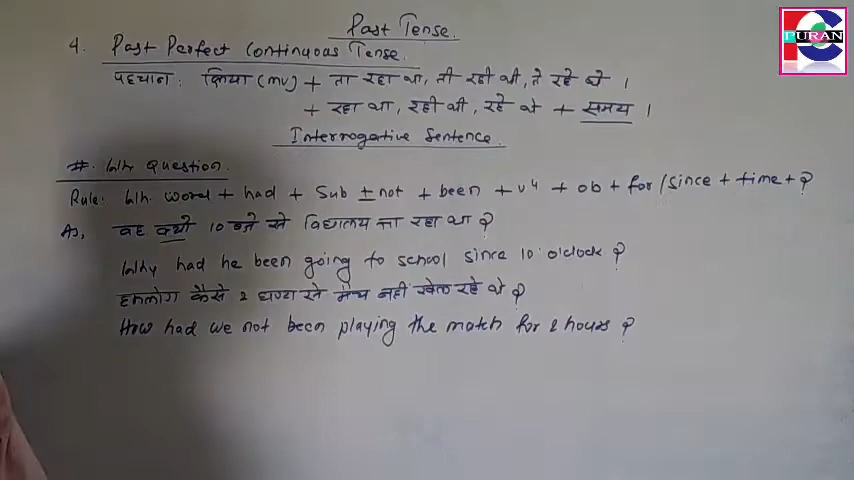 Past Tense.
PURAN
4. Past Perfect Continuous Tense.
पहचान: क्रिया (mv) + ता रहा था, ती रही थी, ते रहे थे ।
+ रहा था, रही थी, रहे थे + समय ।
Interrogative Sentence.
#. Wh Question.
Rule: Wh. word + had + Sub ± not + been + v4 + ob + for/since + time + ?
As, वह क्यों 10 बजे से विद्यालय जा रहा था ?
Why had he been going to school since 10 o'clock ?
हमलोग कैसे 2 घण्टा से मैच नहीं खेल रहे थे ?
How had we not been playing the match for 2 hours ?